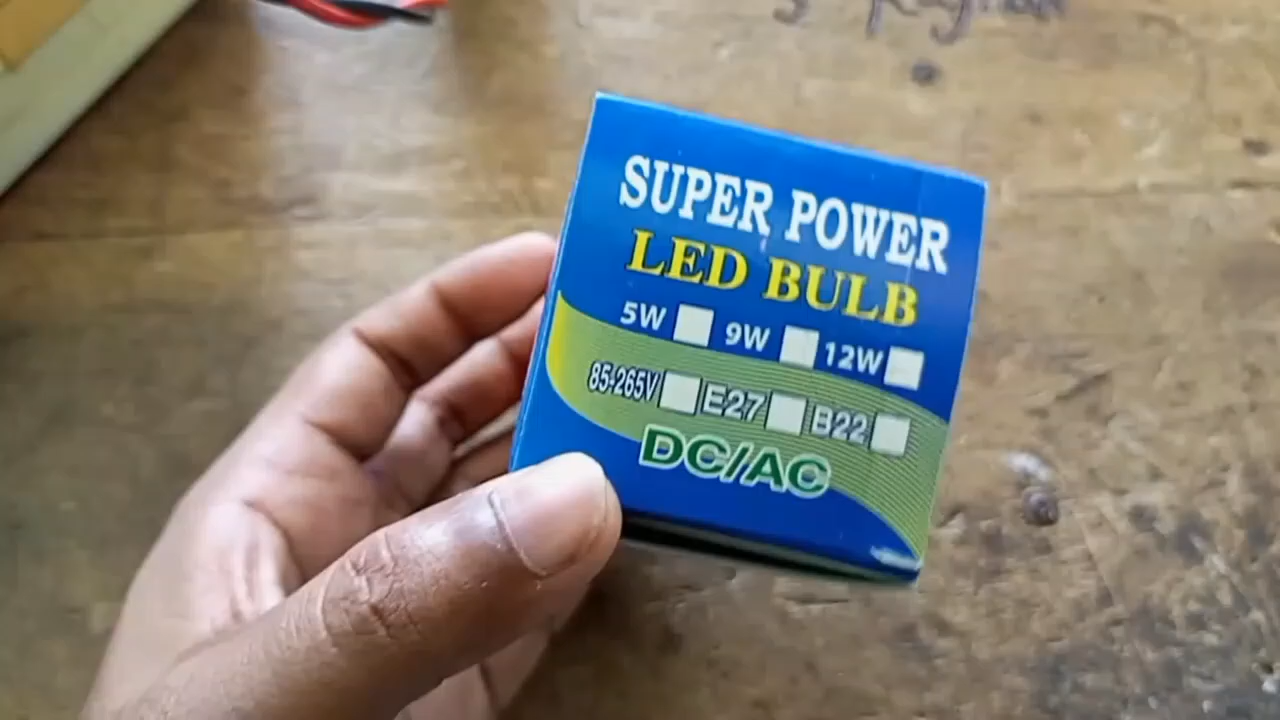 SUPER POWER
LED BULB
5W 9W 12W
85-265V E27 B22
DC/AC